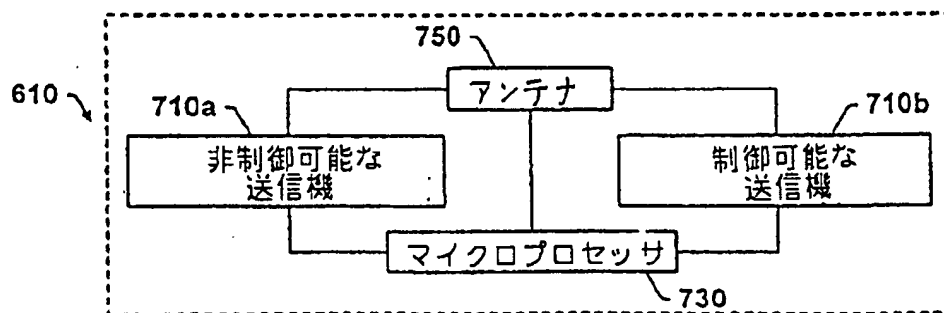 750
610
アンテナ
710a
710b
非制御可能な
送信機
制御可能な
送信機
マイクロプロセッサ
730